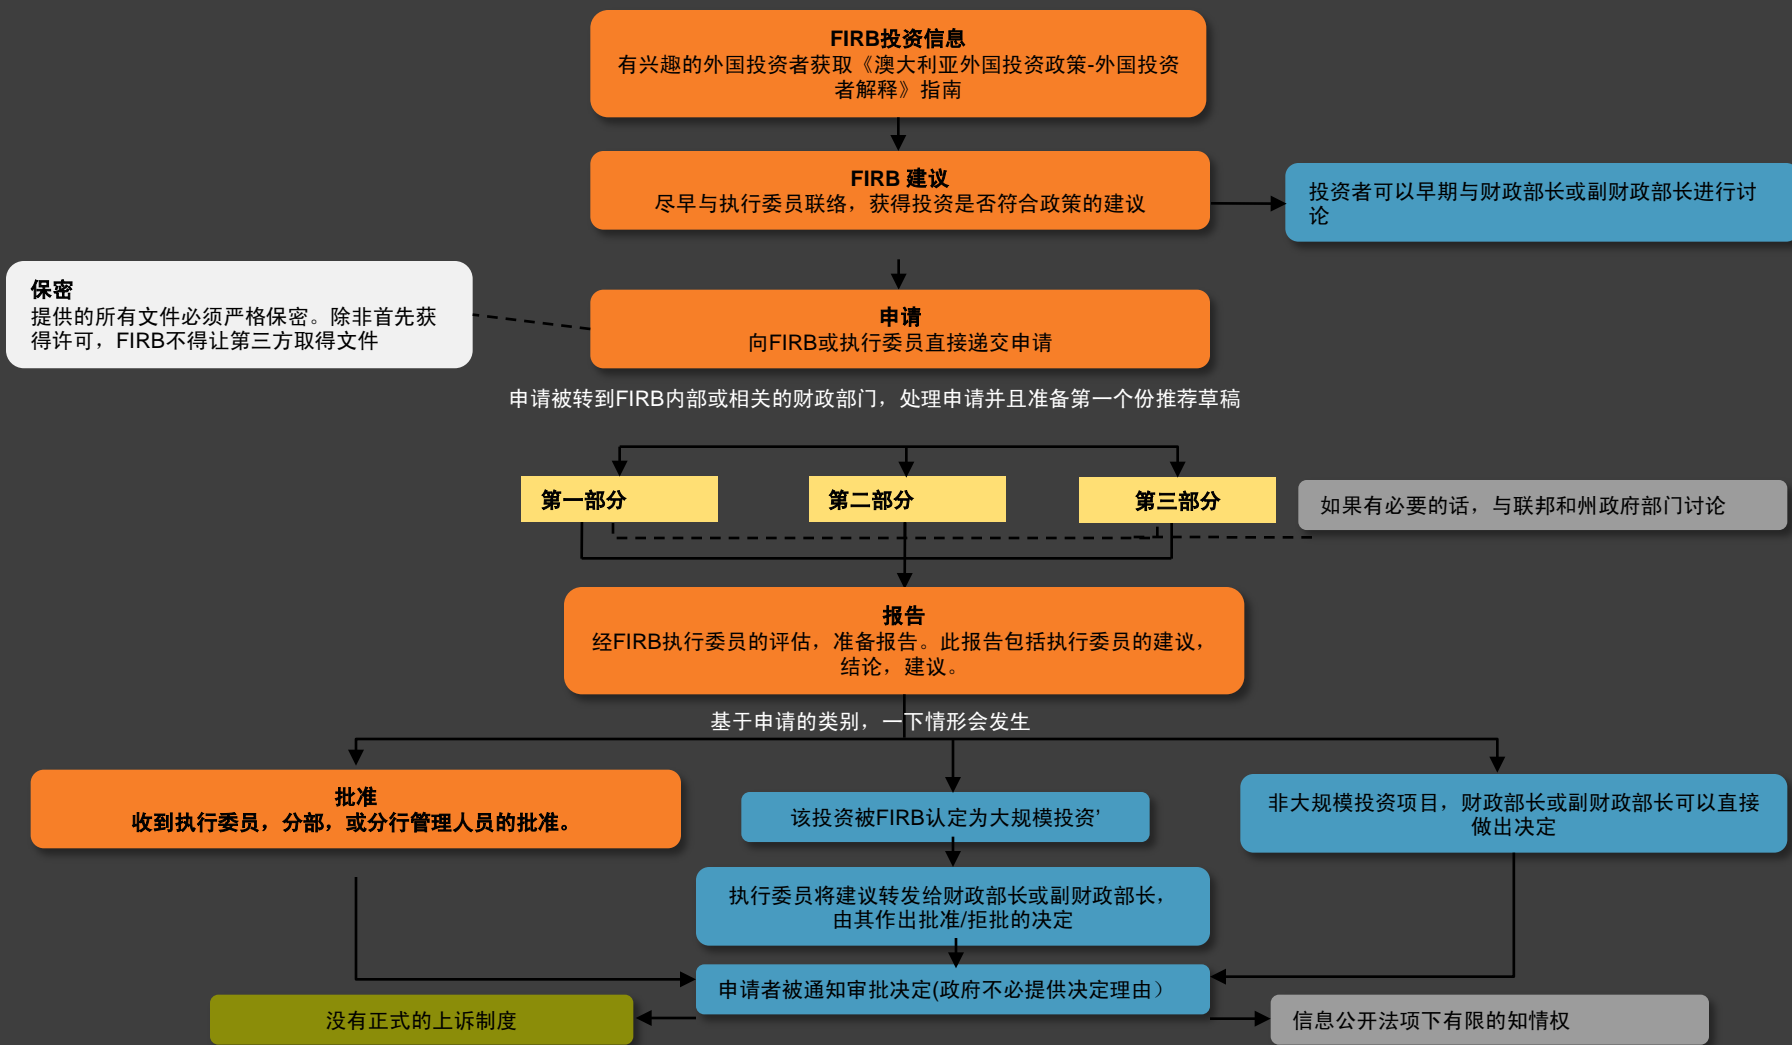 FIRB投资信息
有兴趣的外国投资者获取《澳大利亚外国投资政策-外国投资
者解释》指南
FIRB 建议
尽早与执行委员联络，获得投资是否符合政策的建议
投资者可以早期与财政部长或副财政部长进行讨
论
保密
提供的所有文件必须严格保密。除非首先获
得许可，FIRB不得让第三方取得文件
申请
向FIRB或执行委员直接递交申请
申请被转到FIRB内部或相关的财政部门，处理申请并且准备第一个份推荐草稿
第一部分
第二部分
第三部分
如果有必要的话，与联邦和州政府部门讨论
报告
经FIRB执行委员的评估，准备报告。此报告包括执行委员的建议，
结论，建议。
基于申请的类别，一下情形会发生
批准
收到执行委员，分部，或分行管理人员的批准。
该投资被FIRB认定为大规模投资’
非大规模投资项目，财政部长或副财政部长可以直接
做出决定
执行委员将建议转发给财政部长或副财政部长，
由其作出批准/拒批的决定
申请者被通知审批决定(政府不必提供决定理由）
没有正式的上诉制度
信息公开法项下有限的知情权